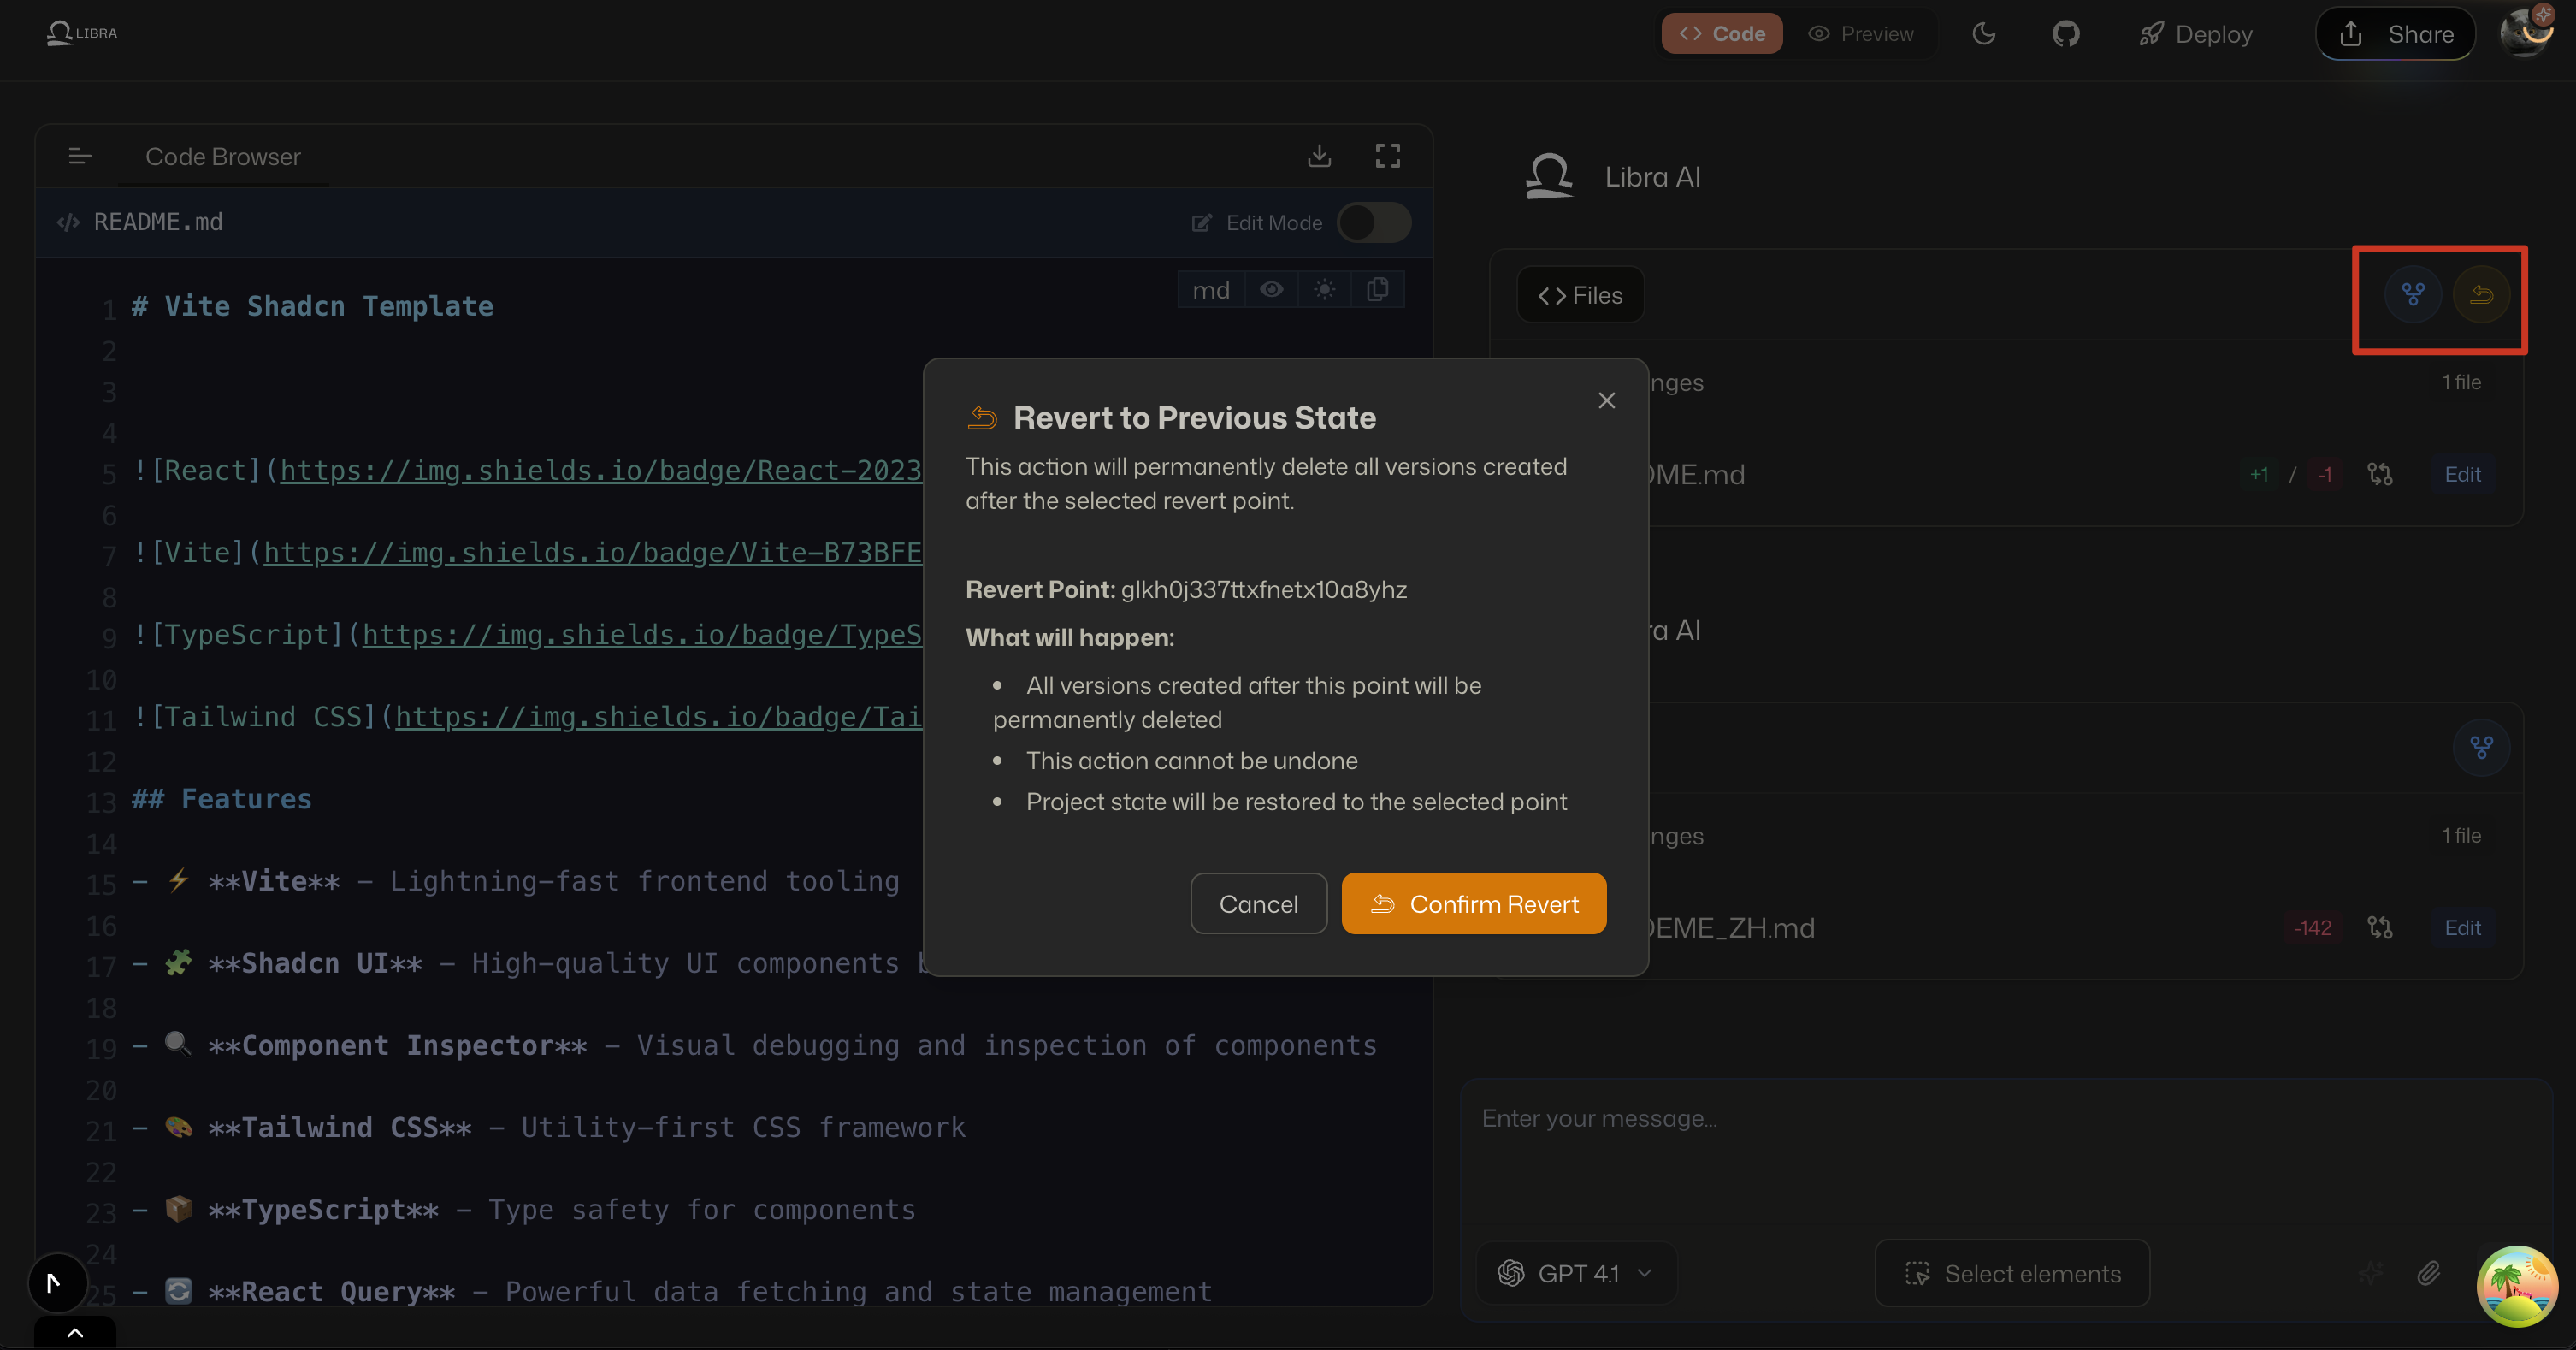 LIBRA
Code
Preview
Deploy
Share
Code Browser
README.md
Edit Mode
md
1 # Vite Shadcn Template
2
3
4
5 ![React](https://img.shields.io/badge/React-2023
6
7 ![Vite](https://img.shields.io/badge/Vite-B73BFE
8
9 ![TypeScript](https://img.shields.io/badge/TypeS
10
11 ![Tailwind CSS](https://img.shields.io/badge/Tai
12
13 ## Features
14
15 - ⚡ **Vite** - Lightning-fast frontend tooling
16
17 - 🧩 **Shadcn UI** - High-quality UI components
18
19 - 🔍 **Component Inspector** - Visual debugging and inspection of components
20
21 - 🎨 **Tailwind CSS** - Utility-first CSS framework
22
23 - 📦 **TypeScript** - Type safety for components
24
25 - 🔄 **React Query** - Powerful data fetching and state management
Revert to Previous State
This action will permanently delete all versions created
after the selected revert point.
Revert Point: glkh0j337ttxfnetx10a8yhz
What will happen:
• All versions created after this point will be
permanently deleted
• This action cannot be undone
• Project state will be restored to the selected point
Cancel
Confirm Revert
Libra AI
Files
nges
1 file
DME.md
+1 / -1
Edit
ra AI
nges
1 file
DEME_ZH.md
-142
Edit
Enter your message...
GPT 4.1
Select elements